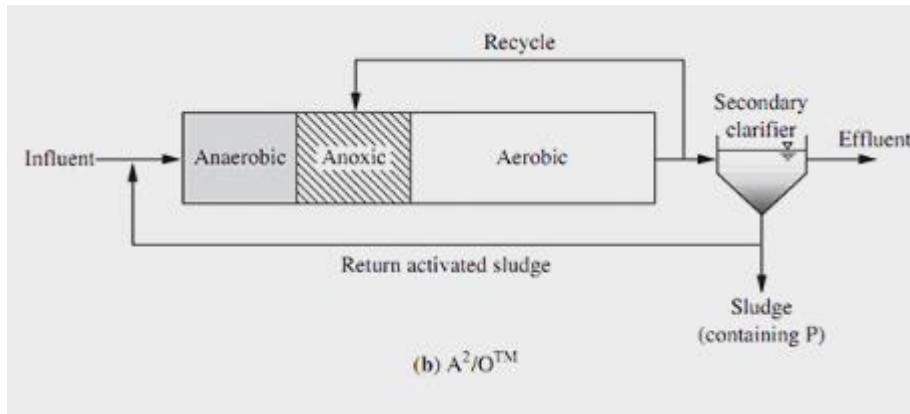 Recycle
Secondary
clarifier
Influent
Anaerobic
Anoxic
Aerobic
Effluent
Return activated sludge
Sludge
(containing P)
(b) A²/O™